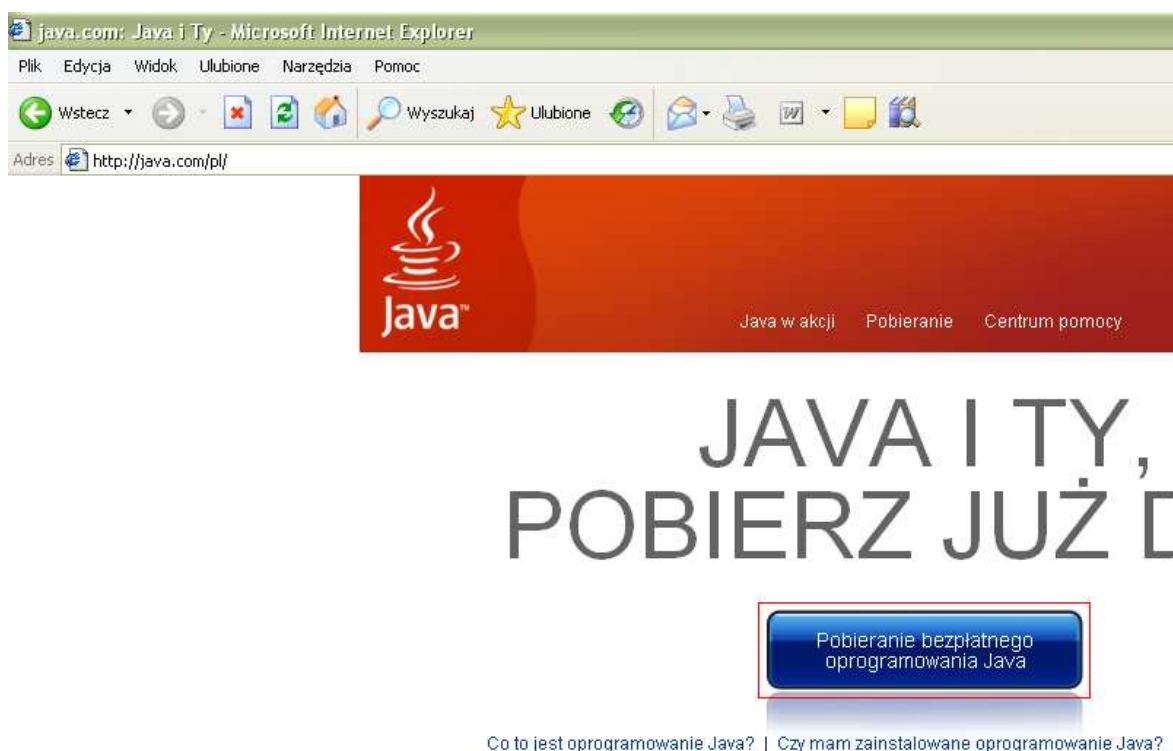 java.com: Java i Ty - Microsoft Internet Explorer
Plik Edycja Widok Ulubione Narzędzia Pomoc
Wstecz Wyszukaj Ulubione
Adres http://java.com/pl/
Java™
Java w akcji Pobieranie Centrum pomocy
JAVA I TY,
POBIERZ JUŻ D
Pobieranie bezpłatnego
oprogramowania Java
Co to jest oprogramowanie Java? | Czy mam zainstalowane oprogramowanie Java?